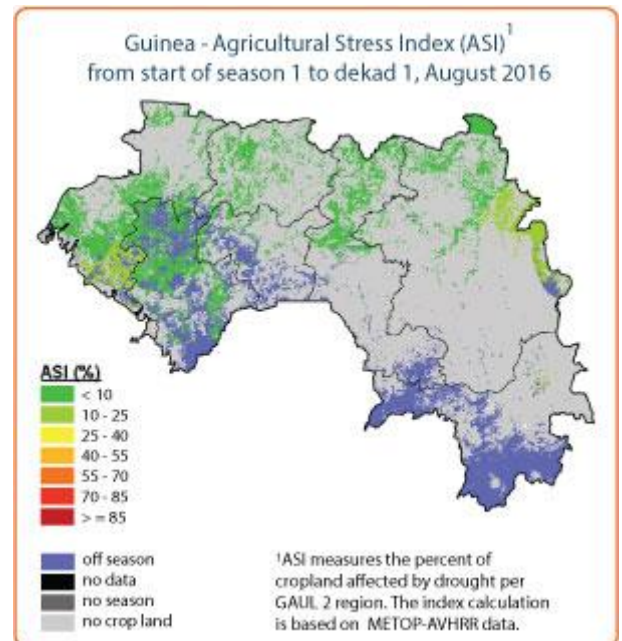 Guinea - Agricultural Stress Index (ASI)¹
from start of season 1 to dekad 1, August 2016
ASI (%)
< 10
10 - 25
25 - 40
40 - 55
55 - 70
70 - 85
> = 85
off season
no data
no season
no crop land
¹ASI measures the percent of
cropland affected by drought per
GAUL 2 region. The index calculation
is based on METOP-AVHRR data.